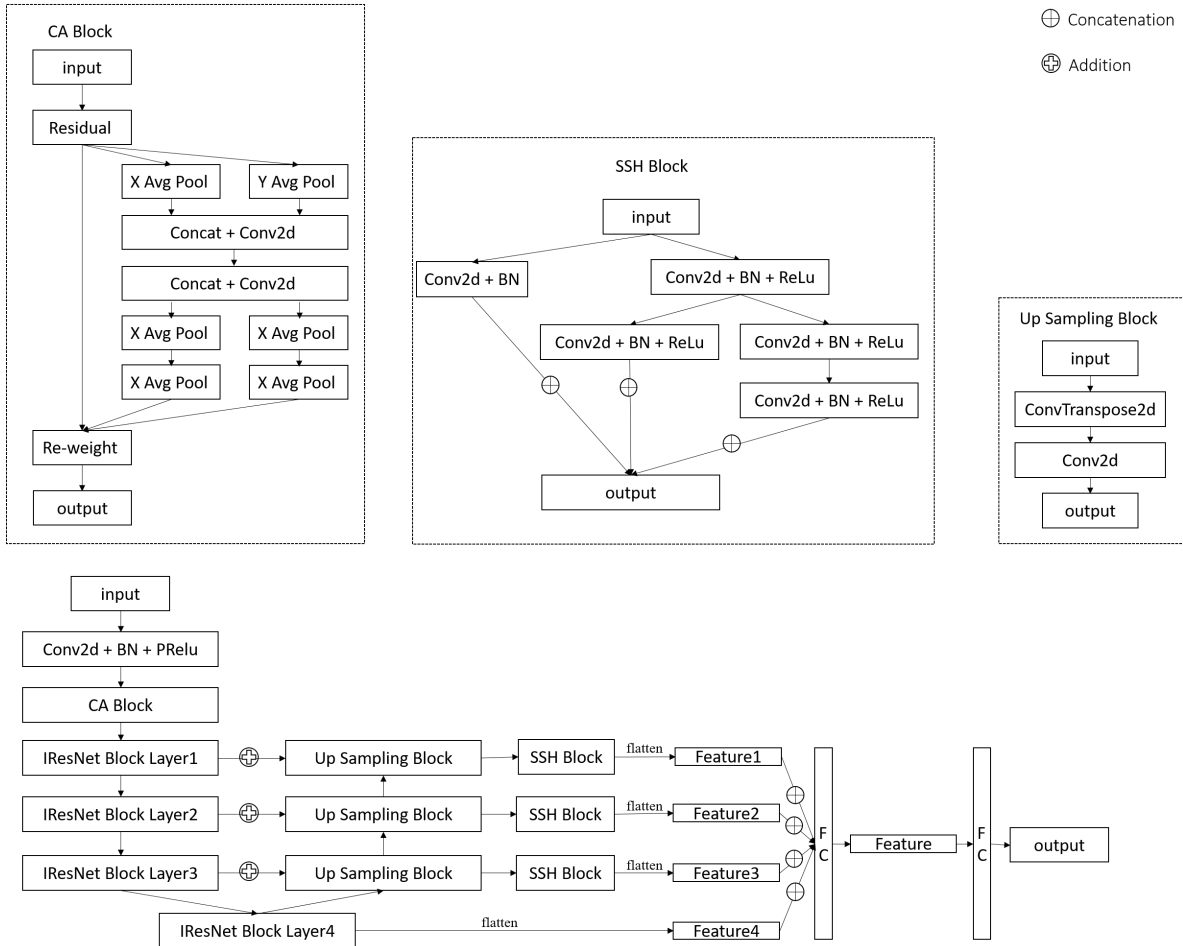 CA Block
input
Residual
X Avg Pool
Y Avg Pool
Concat + Conv2d
Concat + Conv2d
X Avg Pool
X Avg Pool
X Avg Pool
X Avg Pool
Re-weight
output
SSH Block
input
Conv2d + BN
Conv2d + BN + ReLu
Conv2d + BN + ReLu
Conv2d + BN + ReLu
Conv2d + BN + ReLu
output
Concatenation
Addition
Up Sampling Block
input
ConvTranspose2d
Conv2d
output
input
Conv2d + BN + PRelu
CA Block
IResNet Block Layer1
Up Sampling Block
SSH Block
flatten
Feature1
IResNet Block Layer2
Up Sampling Block
SSH Block
flatten
Feature2
IResNet Block Layer3
Up Sampling Block
SSH Block
flatten
Feature3
IResNet Block Layer4
flatten
Feature4
FC
Feature
FC
output